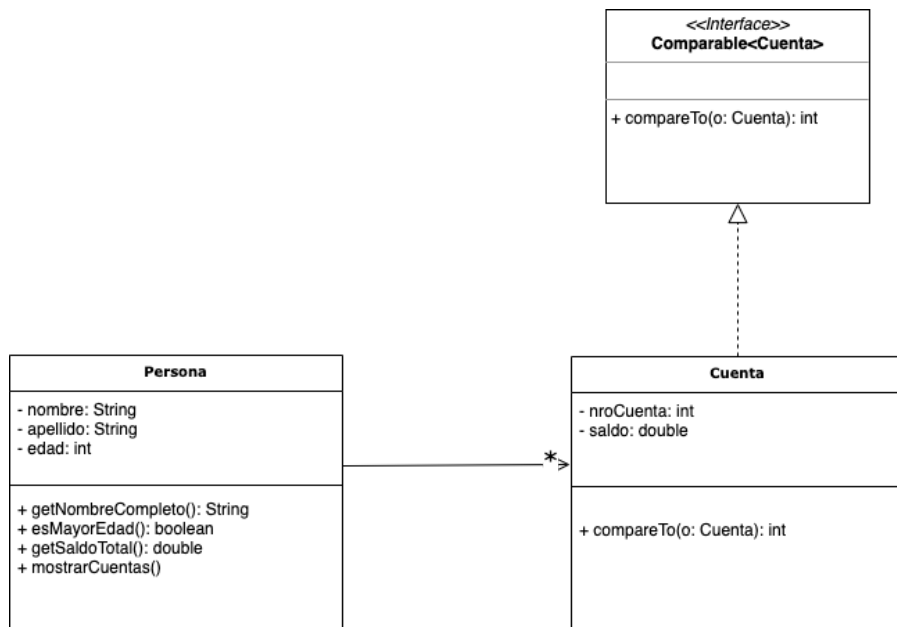 <<Interface>>
Comparable<Cuenta>
+ compareTo(o: Cuenta): int
Persona
- nombre: String
- apellido: String
- edad: int
+ getNombreCompleto(): String
+ esMayorEdad(): boolean
+ getSaldoTotal(): double
+ mostrarCuentas()
*
Cuenta
- nroCuenta: int
- saldo: double
+ compareTo(o: Cuenta): int